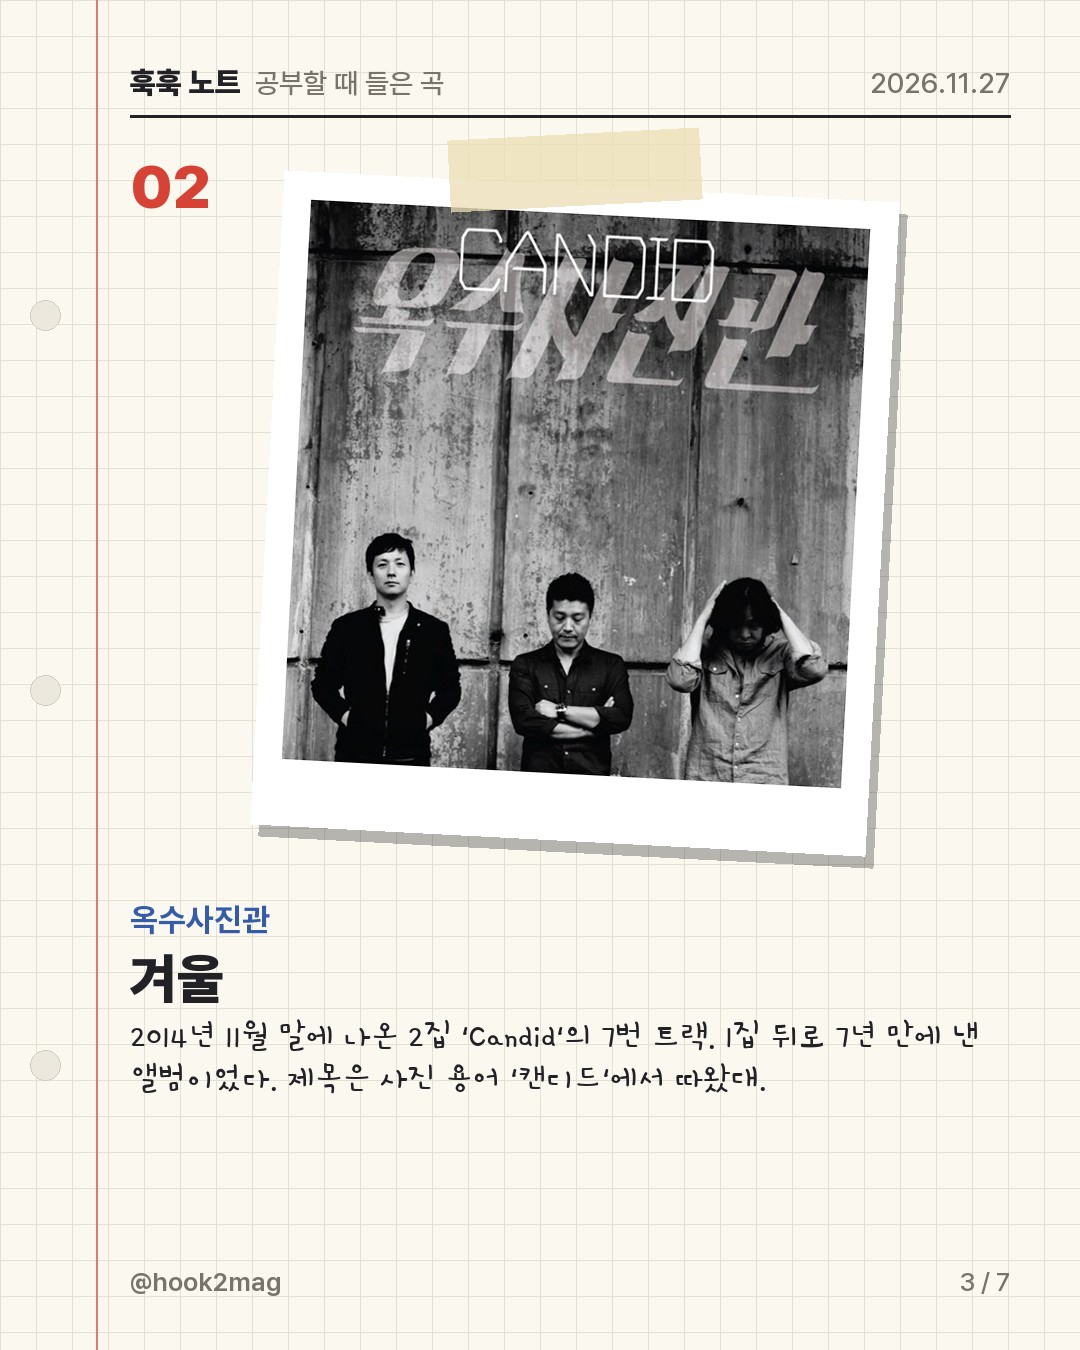 훅훅 노트 공부할 때 들은 곡 2026.11.27
02
CANDID
옥수사진관
옥수사진관
겨울
2014년 11월 말에 나온 2집 'Candid'의 7번 트랙. 1집 뒤로 7년 만에 낸
앨범이었다. 제목은 사진 용어 '캔디드'에서 따왔대.
@hook2mag 3 / 7